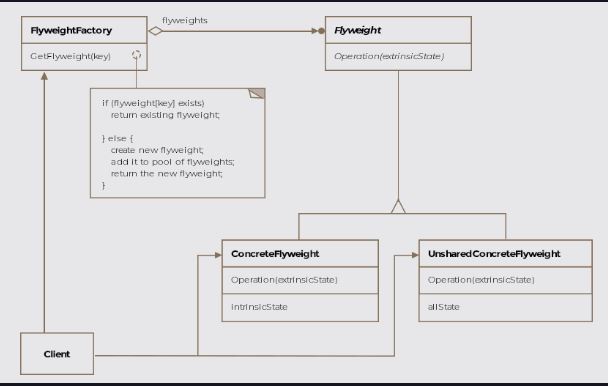 flyweights
FlyweightFactory
GetFlyweight(key)
Flyweight
Operation(extrinsicState)
if (flyweight[key] exists)
return existing flyweight;
} else {
create new flyweight;
add it to pool of flyweights;
return the new flyweight;
}
ConcreteFlyweight
Operation(extrinsicState)
intrinsicState
UnsharedConcreteFlyweight
Operation(extrinsicState)
allState
Client